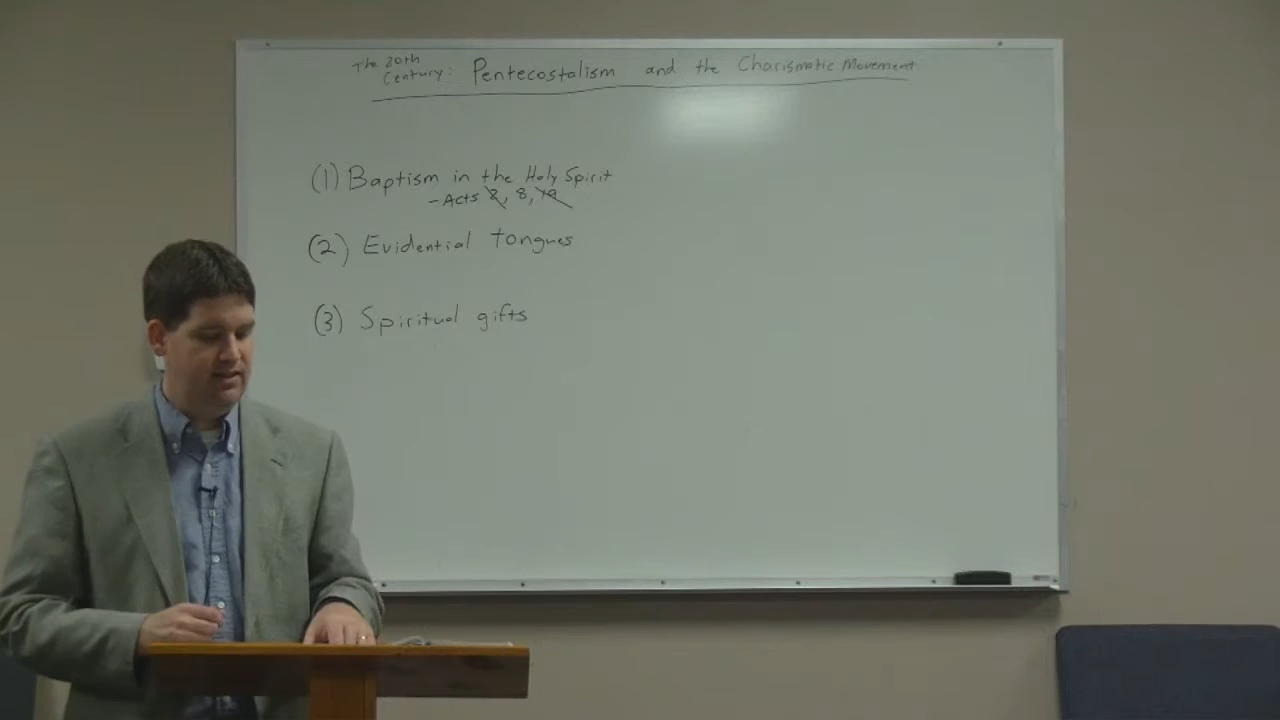 The 20th
Century: Pentecostalism and the Charismatic Movement
(1) Baptism in the Holy Spirit
- Acts 2, 8, 19
(2) Evidential tongues
(3) Spiritual gifts